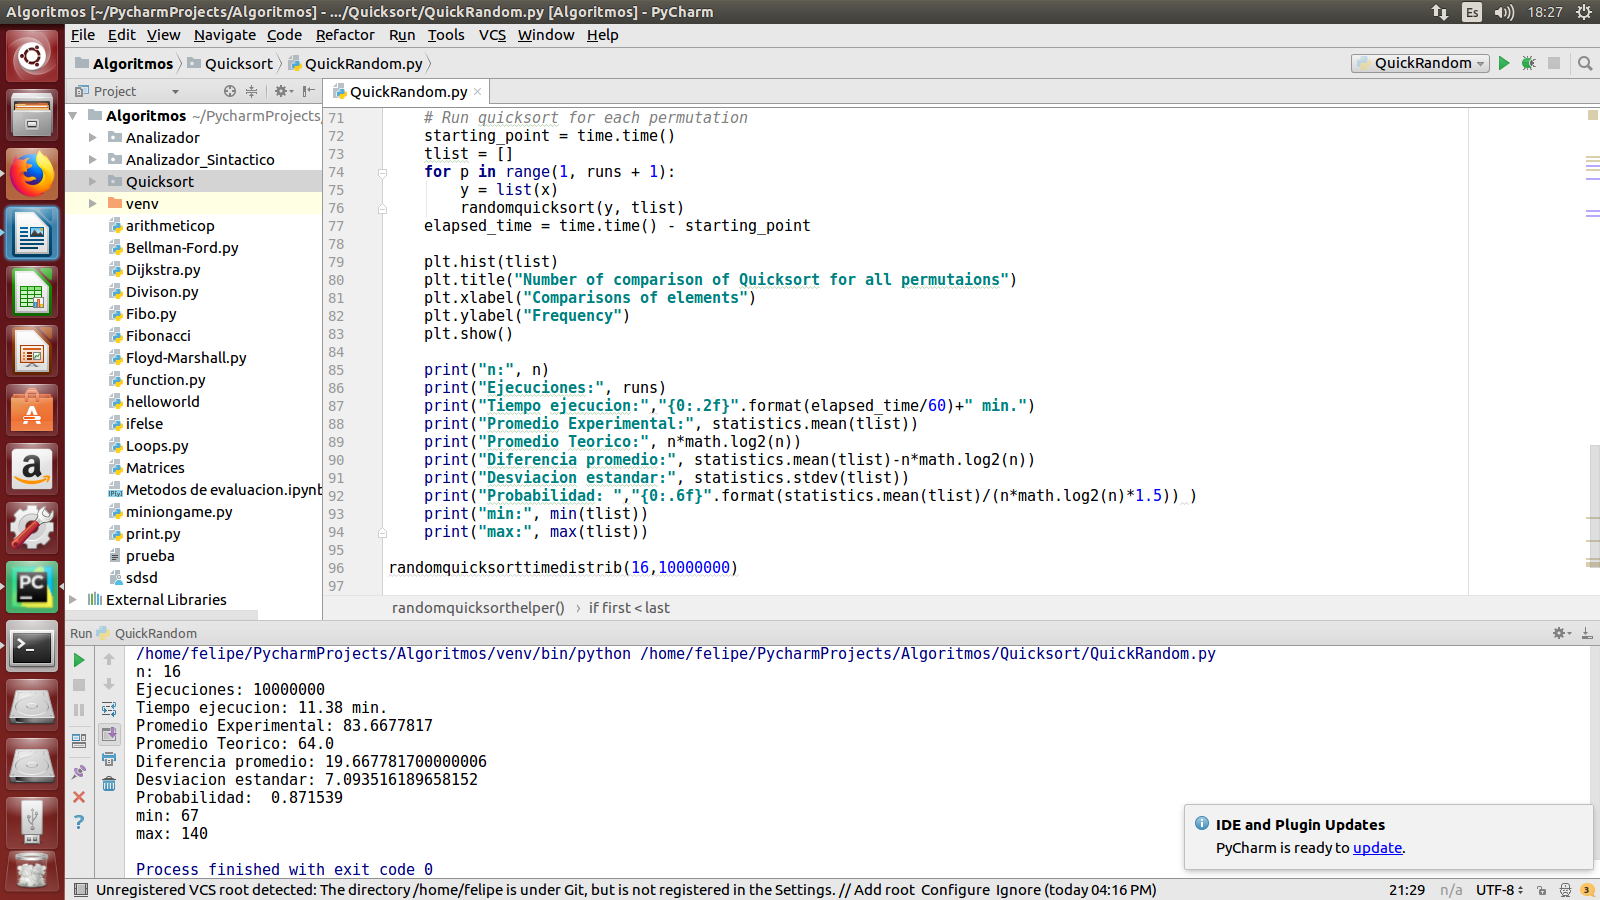 Algoritmos [~/PycharmProjects/Algoritmos] - .../Quicksort/QuickRandom.py [Algoritmos] - PyCharm
Es
18:27
File Edit View Navigate Code Refactor Run Tools VCS Window Help
Algoritmos Quicksort QuickRandom.py
QuickRandom
Project
QuickRandom.py
Algoritmos ~/PycharmProjects/
Analizador
Analizador_Sintactico
Quicksort
venv
arithmeticop
Bellman-Ford.py
Dijkstra.py
Divison.py
Fibo.py
Fibonacci
Floyd-Marshall.py
function.py
helloworld
ifelse
Loops.py
Matrices
Metodos de evaluacion.ipynb
miniongame.py
print.py
prueba
sdsd
External Libraries
71 # Run quicksort for each permutation
72 starting_point = time.time()
73 tlist = []
74 for p in range(1, runs + 1):
75 y = list(x)
76 randomquicksort(y, tlist)
77 elapsed_time = time.time() - starting_point
78
79 plt.hist(tlist)
80 plt.title("Number of comparison of Quicksort for all permutaions")
81 plt.xlabel("Comparisons of elements")
82 plt.ylabel("Frequency")
83 plt.show()
84
85 print("n:", n)
86 print("Ejecuciones:", runs)
87 print("Tiempo ejecucion:","{0:.2f}".format(elapsed_time/60)+" min.")
88 print("Promedio Experimental:", statistics.mean(tlist))
89 print("Promedio Teorico:", n*math.log2(n))
90 print("Diferencia promedio:", statistics.mean(tlist)-n*math.log2(n))
91 print("Desviacion estandar:", statistics.stdev(tlist))
92 print("Probabilidad: ","{0:.6f}".format(statistics.mean(tlist)/(n*math.log2(n)*1.5)) )
93 print("min:", min(tlist))
94 print("max:", max(tlist))
95
96 randomquicksorttimedistrib(16,10000000)
97
randomquicksorthelper() › if first < last
Run QuickRandom
/home/felipe/PycharmProjects/Algoritmos/venv/bin/python /home/felipe/PycharmProjects/Algoritmos/Quicksort/QuickRandom.py
n: 16
Ejecuciones: 10000000
Tiempo ejecucion: 11.38 min.
Promedio Experimental: 83.6677817
Promedio Teorico: 64.0
Diferencia promedio: 19.667781700000006
Desviacion estandar: 7.093516189658152
Probabilidad:  0.871539
min: 67
max: 140
Process finished with exit code 0
IDE and Plugin Updates
PyCharm is ready to update.
Unregistered VCS root detected: The directory /home/felipe is under Git, but is not registered in the Settings. // Add root Configure Ignore (today 04:16 PM)
21:29 n/a UTF-8 3